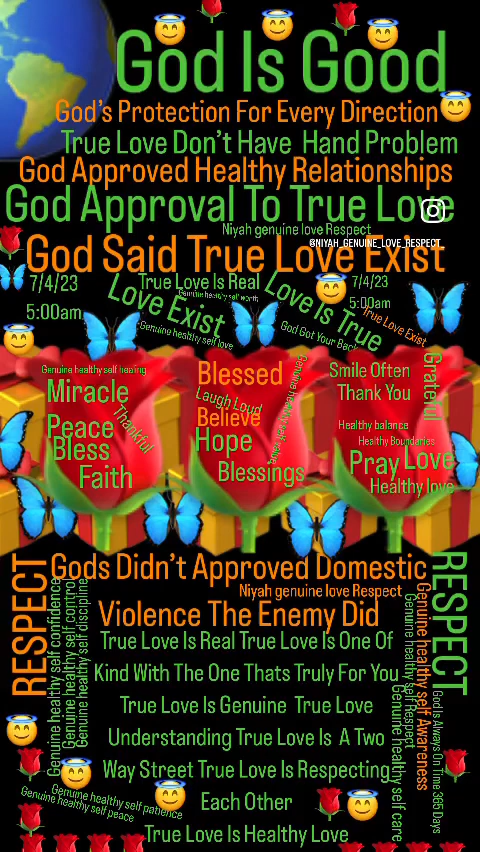 God Is Good
God's Protection For Every Direction
True Love Don't Have Hand Problem
God Approved Healthy Relationships
God Approval To True Love
Niyah genuine love Respect
@NIYAH_GENUINE_LOVE_RESPECT_
God Said True Love Exist
7/4/23
5:00am
True Love Is Real
Genuine healthy self worth
Love Exist
Genuine healthy self love
Love Is True
God Got Your Back
7/4/23
5:00am
True Love Exist
Genuine healthy self healing
Miracle
Peace
Bless
Thankful
Faith
Blessed
Laugh Loud
Believe
Hope
Blessings
Genuine healthy self
Smile Often
Thank You
Grateful
Healthy balance
Healthy Boundaries
Pray Love
Healthy love
Gods Didn't Approved Domestic
Niyah genuine love Respect
Violence The Enemy Did
True Love Is Real True Love Is One Of
Kind With The One Thats Truly For You
True Love Is Genuine True Love
Understanding True Love Is A Two
Way Street True Love Is Respecting
Each Other
True Love Is Healthy Love
RESPECT
Genuine healthy self confidence
Genuine healthy self control
Genuine healthy self discipline
Genuine healthy self patience
Genuine healthy self peace
RESPECT
Genuine healthy self Awareness
Genuine healthy self Respect
Genuine healthy self care
God Is Always On Time 365 Days